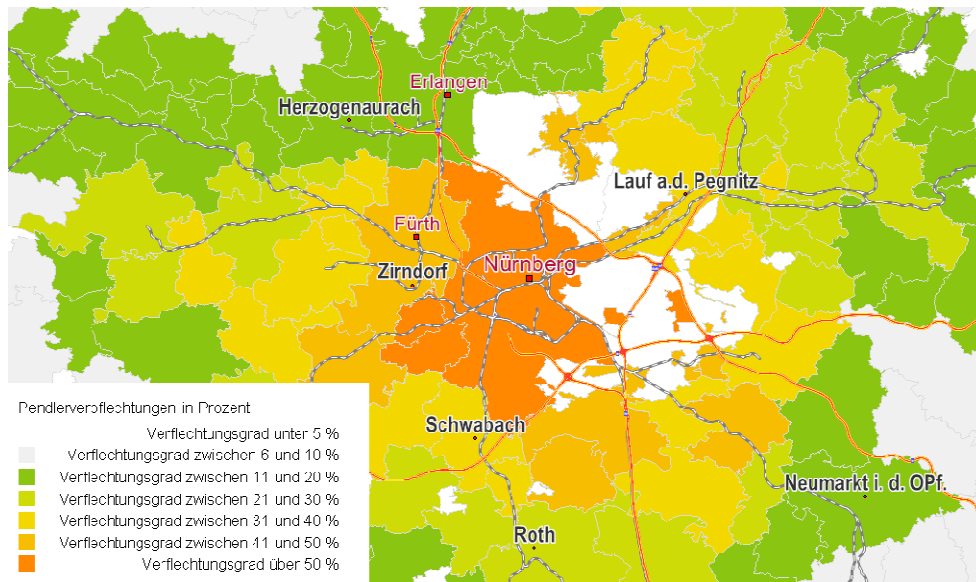 Erlangen
Herzogenaurach
Lauf a.d. Pegnitz
Fürth
Zirndorf
Nürnberg
Schwabach
Neumarkt i. d. OPf.
Roth
Pendlerverflechtungen in Prozent
Verflechtungsgrad unter 5 %
Verflechtungsgrad zwischen 6 und 10 %
Verflechtungsgrad zwischen 11 und 20 %
Verflechtungsgrad zwischen 21 und 30 %
Verflechtungsgrad zwischen 31 und 40 %
Verflechtungsgrad zwischen 41 und 50 %
Verflechtungsgrad über 50 %